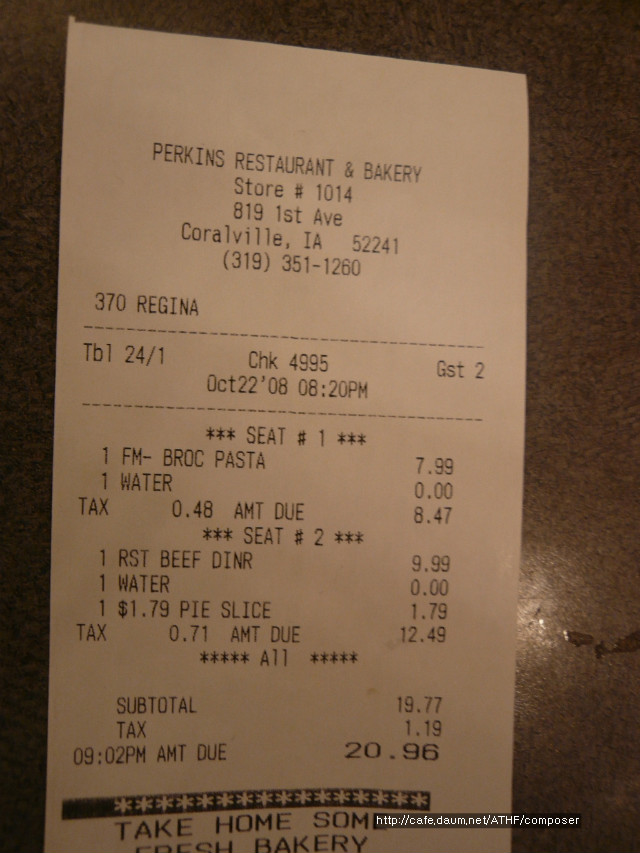 PERKINS RESTAURANT & BAKERY
Store # 1014
819 1st Ave
Coralville, IA 52241
(319) 351-1260
370 REGINA
Tbl 24/1 Chk 4995 Gst 2
Oct22'08 08:20PM
*** SEAT # 1 ***
1 FM- BROC PASTA 7.99
1 WATER 0.00
TAX 0.48 AMT DUE 8.47
*** SEAT # 2 ***
1 RST BEEF DINR 9.99
1 WATER 0.00
1 $1.79 PIE SLICE 1.79
TAX 0.71 AMT DUE 12.49
***** All *****
SUBTOTAL 19.77
TAX 1.19
09:02PM AMT DUE 20.96
*****************
TAKE HOME SOM
http://cafe.daum.net/ATHF/composer
FRESH BAKERY